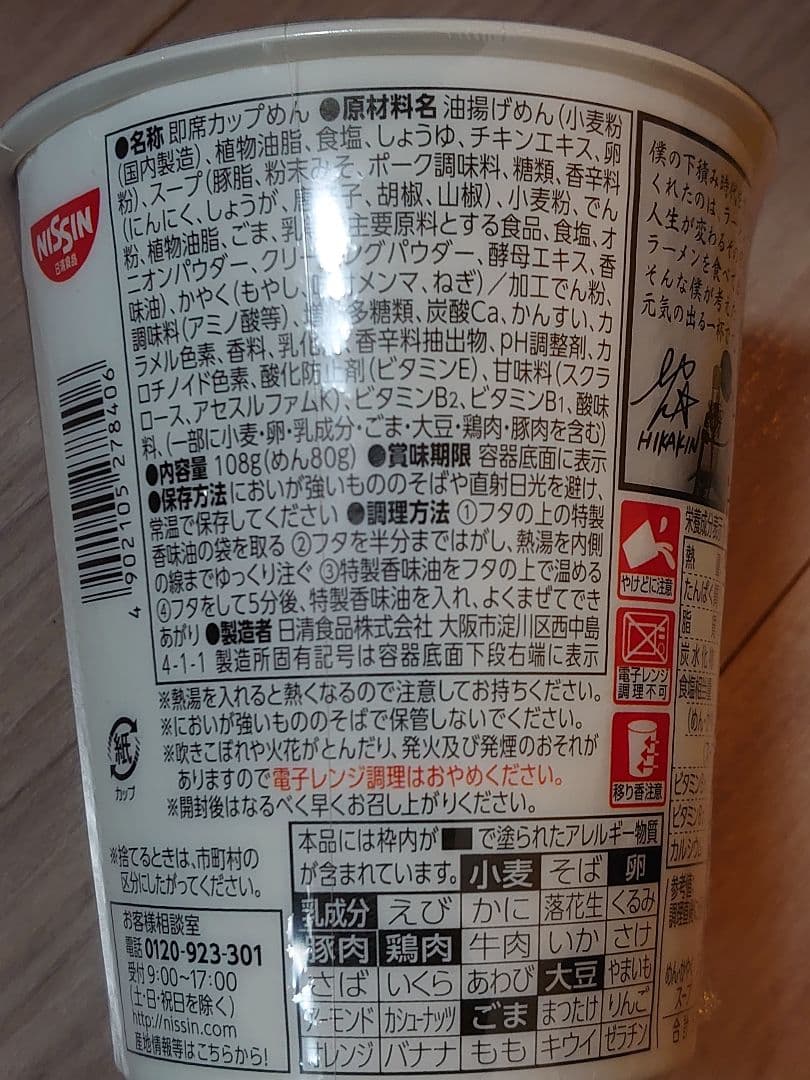 ●名称 即席カップめん ●原材料名 油揚げめん(小麦粉
(国内製造)、植物油脂、食塩、しょうゆ、チキンエキス、卵
粉)、スープ(豚脂、粉末みそ、ポーク調味料、糖類、香辛料
(にんにく、しょうが、 子、胡椒、山椒)、小麦粉、でん
粉、植物油脂、ごま、乳 主要原料とする食品、食塩、オ
ニオンパウダー、クリー ングパウダー、酵母エキス、香
味油)、かやく(もやし、 メンマ、ねぎ)/加工でん粉、
調味料(アミノ酸等)、 多糖類、炭酸Ca、かんすい、カ
ラメル色素、香料、乳化 、香辛料抽出物、pH調整剤、カ
ロチノイド色素、酸化防止剤(ビタミンE)、甘味料(スクラ
ロース、アセスルファムK)、ビタミンB2、ビタミンB1、酸味
料、(一部に小麦・卵・乳成分・ごま・大豆・鶏肉・豚肉を含む)
●内容量 108g(めん80g) ●賞味期限 容器底面に表示
●保存方法 においが強いもののそばや直射日光を避け、
常温で保存してください ●調理方法 ①フタの上の特製
香味油の袋を取る ②フタを半分まではがし、熱湯を内側
の線までゆっくり注ぐ ③特製香味油をフタの上で温める
④フタをして5分後、特製香味油を入れ、よくまぜてでき
あがり ●製造者 日清食品株式会社 大阪市淀川区西中島
4-1-1 製造所固有記号は容器底面下段右端に表示
※熱湯を入れると熱くなるので注意してお持ちください。
※においが強いもののそばで保管しないでください。
※吹きこぼれや火花がとんだり、発火及び発煙のおそれが
ありますので電子レンジ調理はおやめください。
※開封後はなるべく早くお召し上がりください。
NISSIN
日清食品
4 902105 278406
紙
カップ
※捨てるときは、市町村の
区分にしたがってください。
お客様相談室
電話 0120-923-301
受付 9:00~17:00
(土・日・祝日を除く)
http://nissin.com
産地情報等はこちらから!
本品には枠内が■で塗られたアレルギー物質
が含まれています。 小麦 そば 卵
乳成分 えび かに 落花生 くるみ
豚肉 鶏肉 牛肉 いか さけ
さば いくら あわび 大豆 やまいも
アーモンド カシューナッツ ごま まつたけ りんご
オレンジ バナナ もも キウイ ゼラチン
僕の下積み時代
くれたのは、ラー
人生が変わるその
ラーメンを食べ
そんな僕が考え
元気の出る一杯
HIKAKIN
やけどに注意
電子レンジ
調理不可
移り香注意
栄養成分表示
熱
たんぱく質
脂 質
炭水化
食塩相当量
(めん・か
ビタミンB
ビタミンB
カルシウム
参考値
調理直後
めん・かやく
スープ
合計